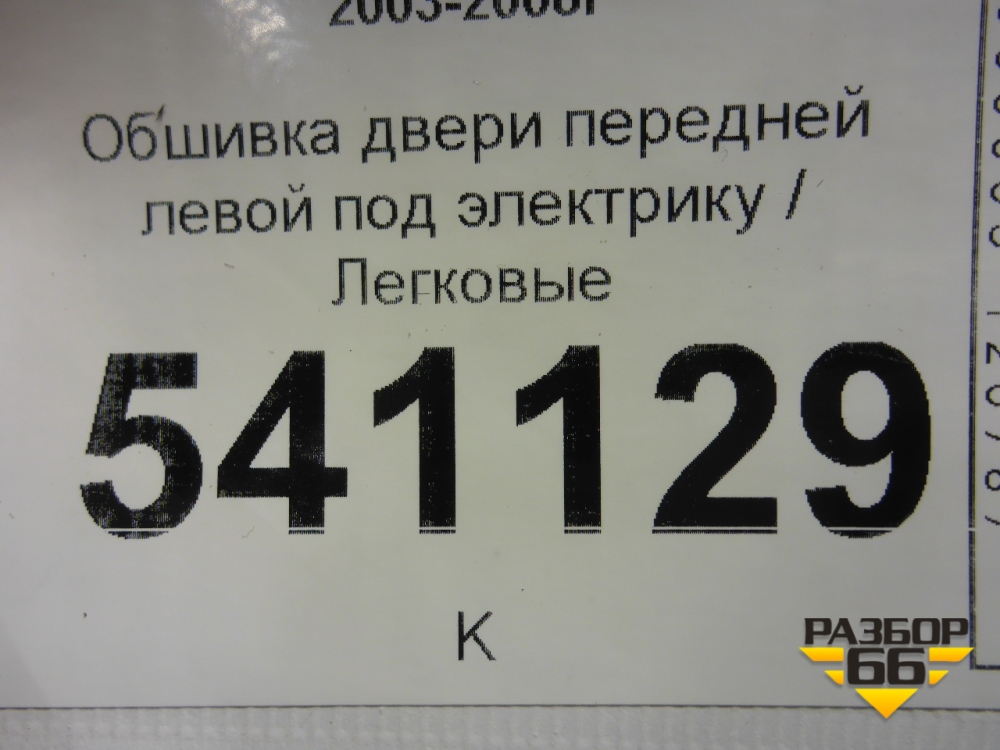 Обшивка двери передней
левой под электрику /
Легковые
541129
К
РАЗБОР
66